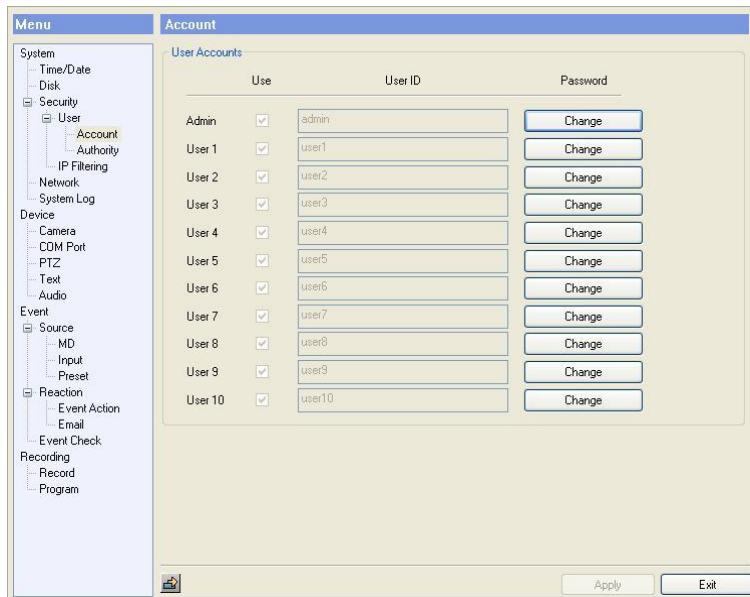 Menu
System
Time/Date
Disk
Security
User
Account
Authority
IP Filtering
Network
System Log
Device
Camera
COM Port
PTZ
Text
Audio
Event
Source
MD
Input
Preset
Reaction
Event Action
Email
Event Check
Recording
Record
Program
Account
User Accounts
Use User ID Password
Admin admin Change
User 1 user1 Change
User 2 user2 Change
User 3 user3 Change
User 4 user4 Change
User 5 user5 Change
User 6 user6 Change
User 7 user7 Change
User 8 user8 Change
User 9 user9 Change
User 10 user10 Change
Apply Exit